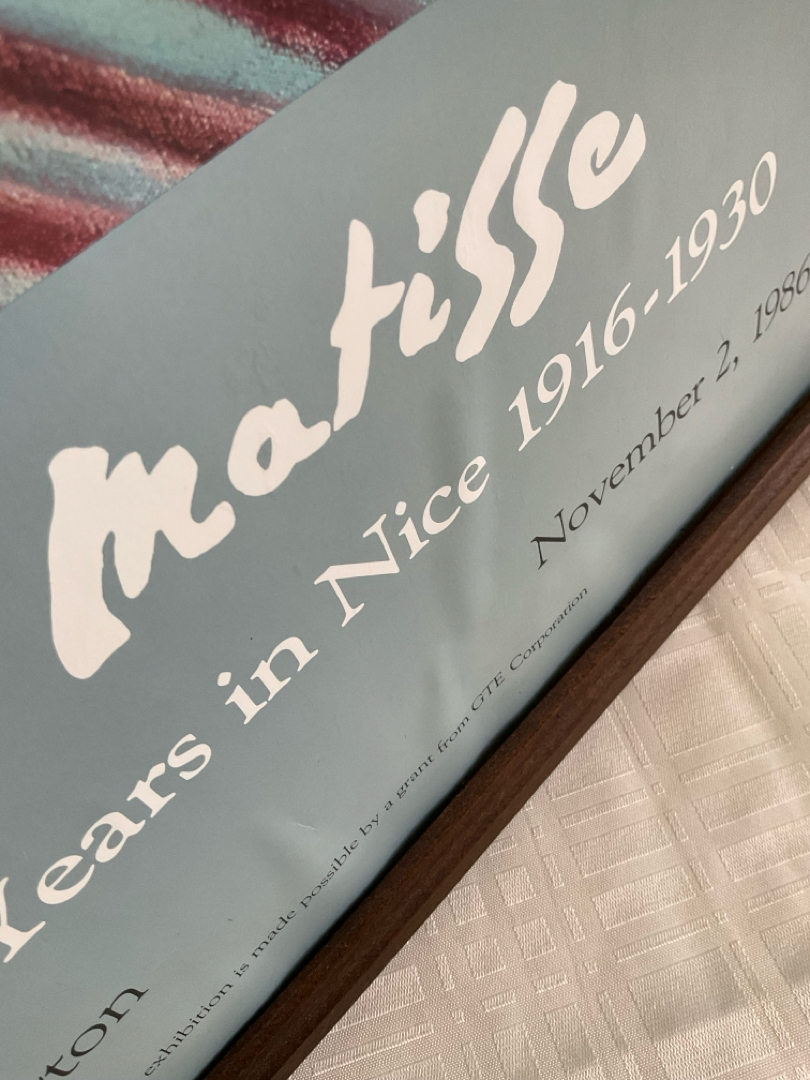 Matisse
Years in Nice 1916-1930
November 2, 1986
exhibition is made possible by a grant from GTE Corporation